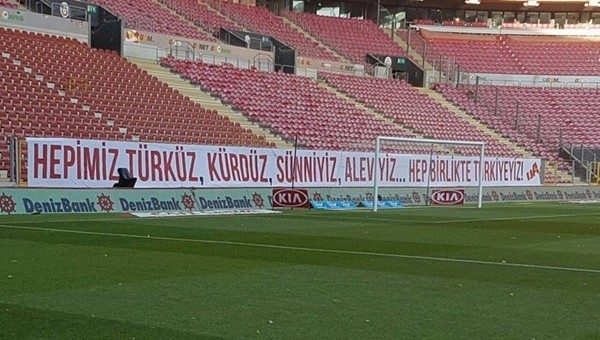 HEPİMİZ TÜRKÜZ, KÜRDÜZ, SÜNNİYİZ, ALEVİYİZ... HEP BİRLİKTE TÜRKİYEYİZ!
DenizBank DenizBank KIA DenizBank KIA DenizBank